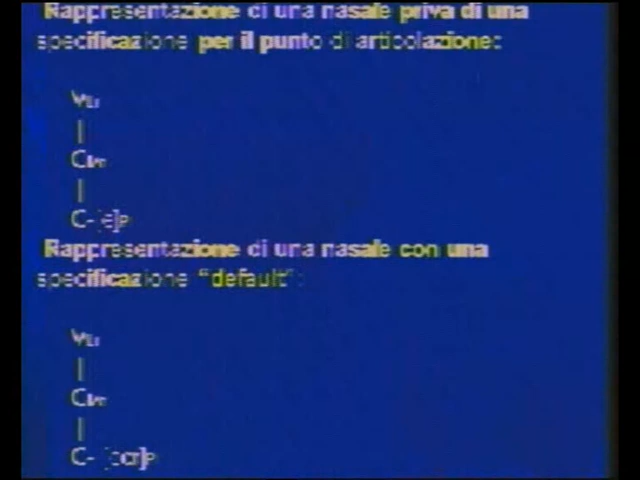 Rappresentazione di una nasale priva di una
specificazione per il punto di articolazione:
|
|
Rappresentazione di una nasale con una
specificazione "default":
|
|